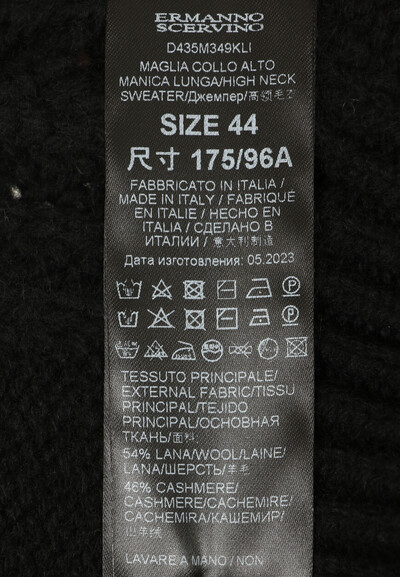 ERMANNO
SCERVINO
D435M349KLI
MAGLIA COLLO ALTO
MANICA LUNGA/HIGH NECK
SWEATER/Джемпер/高领毛衣
SIZE 44
尺寸 175/96A
FABBRICATO IN ITALIA /
MADE IN ITALY / FABRIQUÉ
EN ITALIE / HECHO EN
ITALIA / СДЕЛАНО В
ИТАЛИИ / 意大利制造
Дата изготовления: 05.2023
TESSUTO PRINCIPALE/
EXTERNAL FABRIC/TISSU
PRINCIPAL/TEJIDO
PRINCIPAL/ОСНОВНАЯ
ТКАНЬ/面料
54% LANA/WOOL/LAINE/
LANA/ШЕРСТЬ/羊毛
46% CASHMERE/
CASHMERE/CACHEMIRE/
CACHEMIRA/КАШЕМИР/
山羊绒
LAVARE A MANO / NON